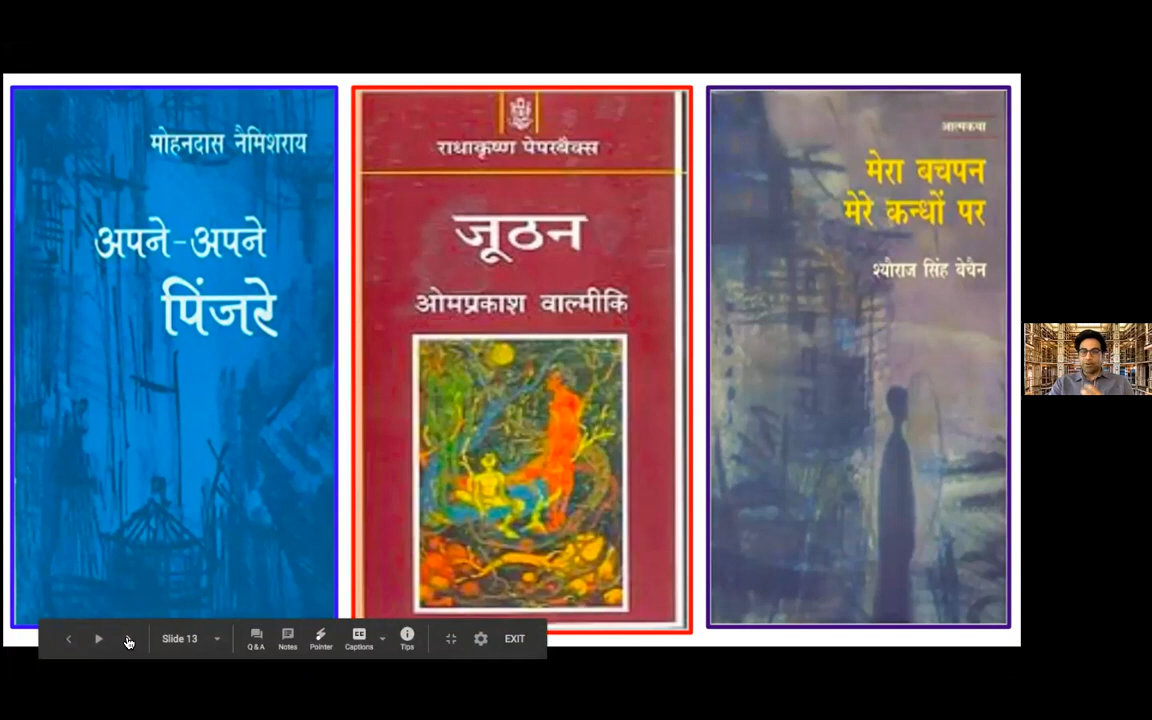 मोहनदास नैमिशराय
अपने-अपने
पिंजरे
राधाकृष्ण पेपरबैक्स
जूठन
ओमप्रकाश वाल्मीकि
आत्मकथा
मेरा बचपन
मेरे कन्धों पर
श्यौराज सिंह बेचैन
Slide 13
Q & A
Notes
Pointer
Captions
Tips
EXIT